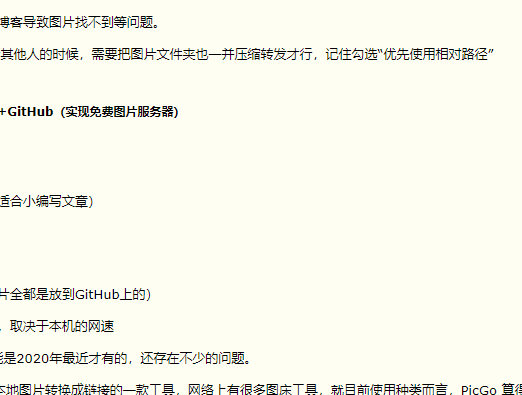 博客导致图片找不到等问题。
其他人的时候，需要把图片文件夹也一并压缩转发才行，记住勾选“优先使用相对路径”
+GitHub（实现免费图片服务器）
适合小编写文章）
片全都是放到GitHub上的）
，取决于本机的网速
能是2020年最近才有的，还存在不少的问题。
本地图片转换成链接的一款工具，网络上有很多图床工具，就目前使用种类而言，PicGo 算得